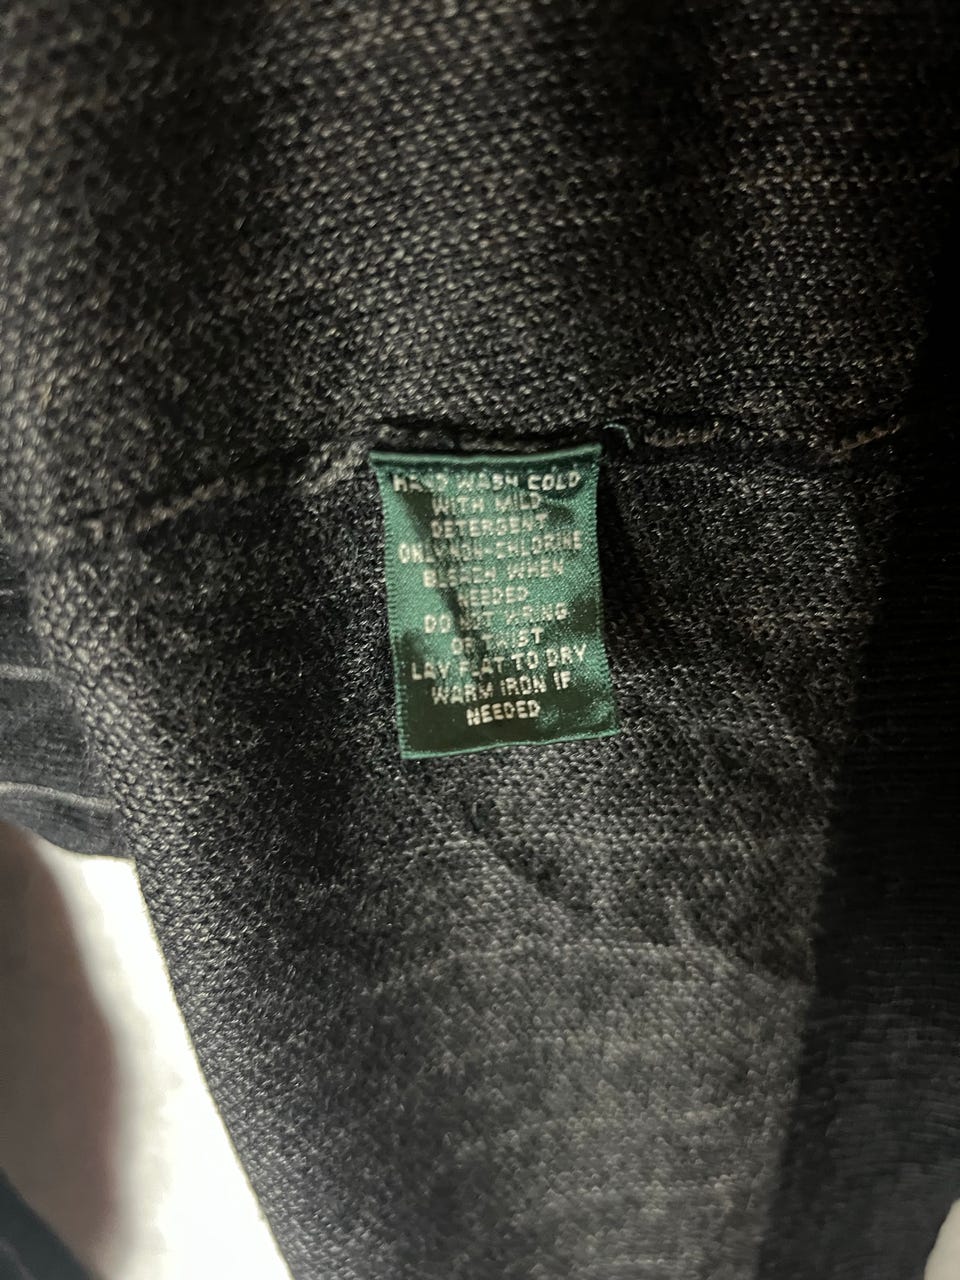 HAND WASH COLD
WITH MILD
DETERGENT
ONLY NON-CHLORINE
BLEACH WHEN
NEEDED
DO NOT WRING
OR TWIST
LAY FLAT TO DRY
WARM IRON IF
NEEDED